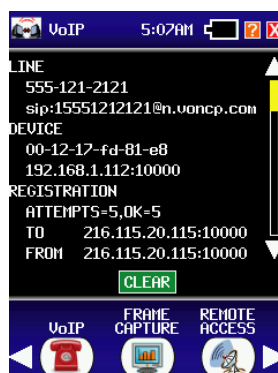 VoIP 5:07AM ? X
LINE
555-121-2121
sip:15551212121@n.voncp.com
DEVICE
00-12-17-fd-81-e8
192.168.1.112:10000
REGISTRATION
ATTEMPTS=5,OK=5
TO 216.115.20.115:10000
FROM 216.115.20.115:10000
CLEAR
VoIP
FRAME CAPTURE
REMOTE ACCESS